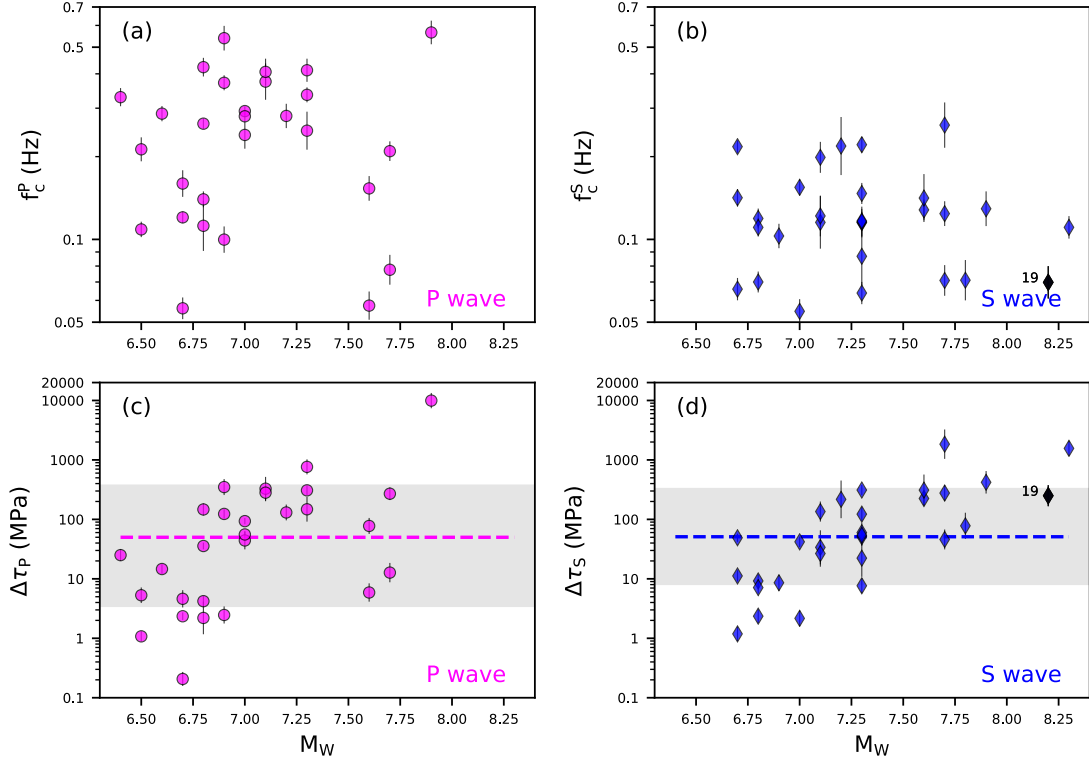 (a)
f_c^P (Hz)
0.7
0.5
0.1
0.05
P wave
6.50 6.75 7.00 7.25 7.50 7.75 8.00 8.25
(b)
f_c^S (Hz)
0.7
0.5
0.1
0.05
19
S wave
6.50 6.75 7.00 7.25 7.50 7.75 8.00 8.25
(c)
Δτ_P (MPa)
20000
10000
1000
100
10
1
0.1
P wave
6.50 6.75 7.00 7.25 7.50 7.75 8.00 8.25
M_W
(d)
Δτ_S (MPa)
20000
10000
1000
100
10
1
0.1
19
S wave
6.50 6.75 7.00 7.25 7.50 7.75 8.00 8.25
M_W